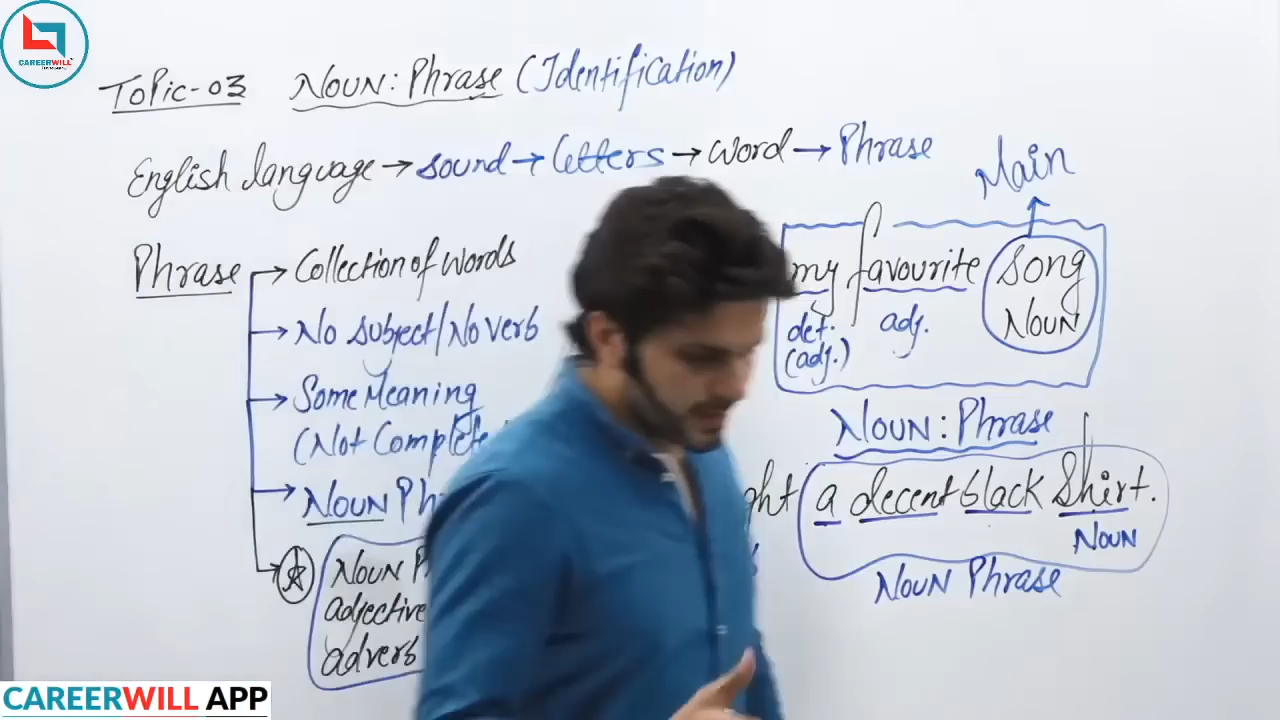 CAREERWILL
Topic-03 Noun: Phrase (Identification)
English language → sound → Letters → word → Phrase
Main
Phrase → Collection of words
→ No subject/No verb
→ Some Meaning
(Not Complete
→ Noun Ph
Noun P
adjective
adverb
my favourite Song
det. adj. Noun
(adj.)
Noun: Phrase
ght a decent black Shirt.
Noun
Noun Phrase
CAREERWILL APP